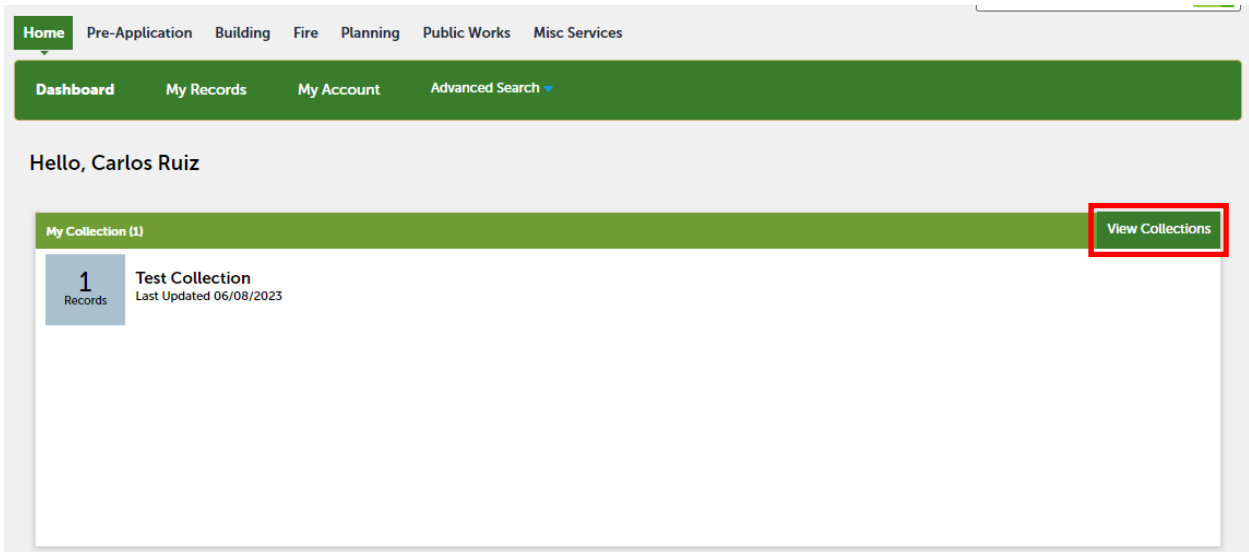 Home Pre-Application Building Fire Planning Public Works Misc Services
Dashboard My Records My Account Advanced Search
Hello, Carlos Ruiz
My Collection (1) View Collections
1
Records
Test Collection
Last Updated 06/08/2023